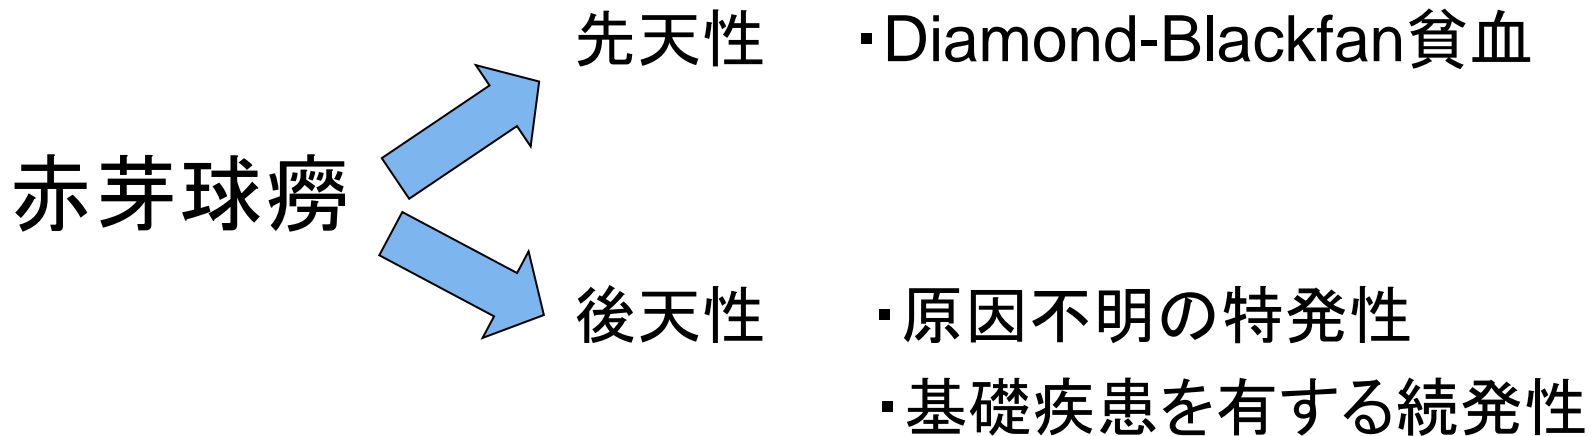 先天性 ・Diamond-Blackfan貧血
赤芽球癆
後天性 ・原因不明の特発性
・基礎疾患を有する続発性